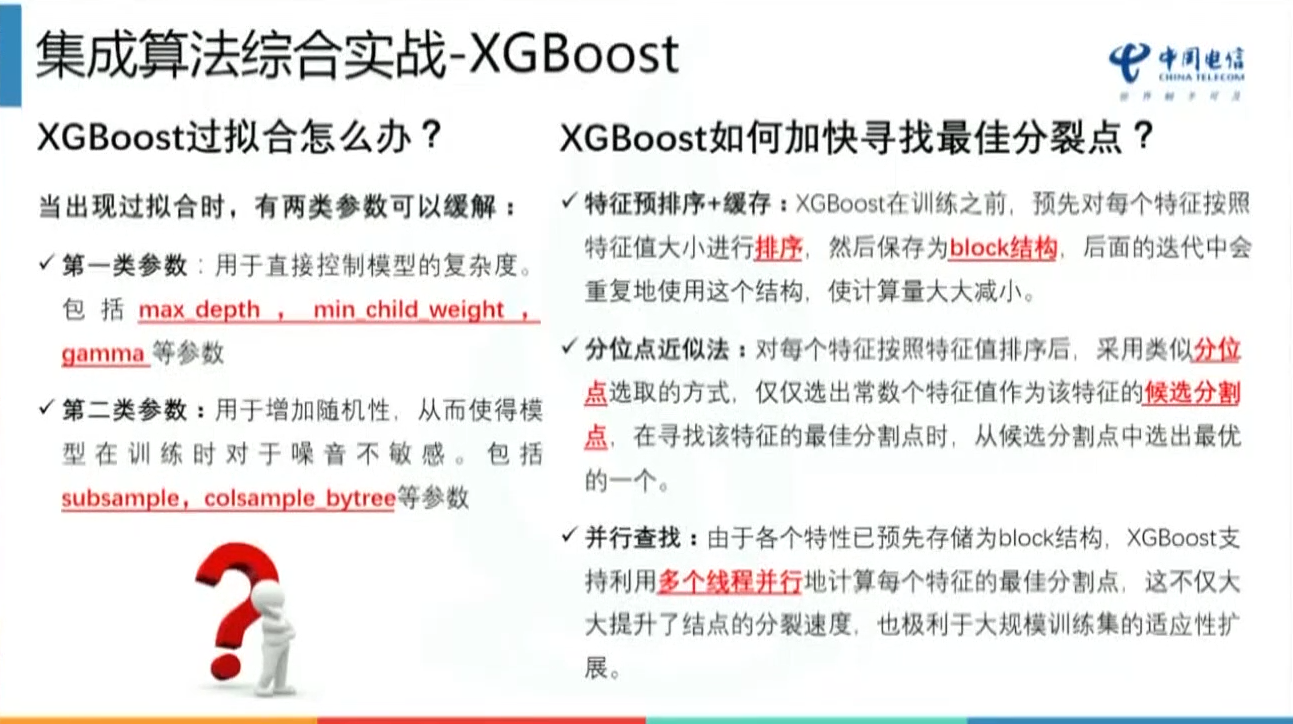 集成算法综合实战-XGBoost
中国电信
CHINA TELECOM
XGBoost过拟合怎么办？
当出现过拟合时，有两类参数可以缓解：
✓ 第一类参数：用于直接控制模型的复杂度。
包括max_depth，min_child_weight，
gamma 等参数
✓ 第二类参数：用于增加随机性，从而使得模
型在训练时对于噪音不敏感。包括
subsample，colsample_bytree等参数
XGBoost如何加快寻找最佳分裂点？
✓ 特征预排序+缓存：XGBoost在训练之前，预先对每个特征按照
特征值大小进行排序，然后保存为block结构，后面的迭代中会
重复地使用这个结构，使计算量大大减小。
✓ 分位点近似法：对每个特征按照特征值排序后，采用类似分位
点选取的方式，仅仅选出常数个特征值作为该特征的候选分割
点，在寻找该特征的最佳分割点时，从候选分割点中选出最优
的一个。
✓ 并行查找：由于各个特性已预先存储为block结构，XGBoost支
持利用多个线程并行地计算每个特征的最佳分割点，这不仅大
大提升了结点的分裂速度，也极利于大规模训练集的适应性扩
展。